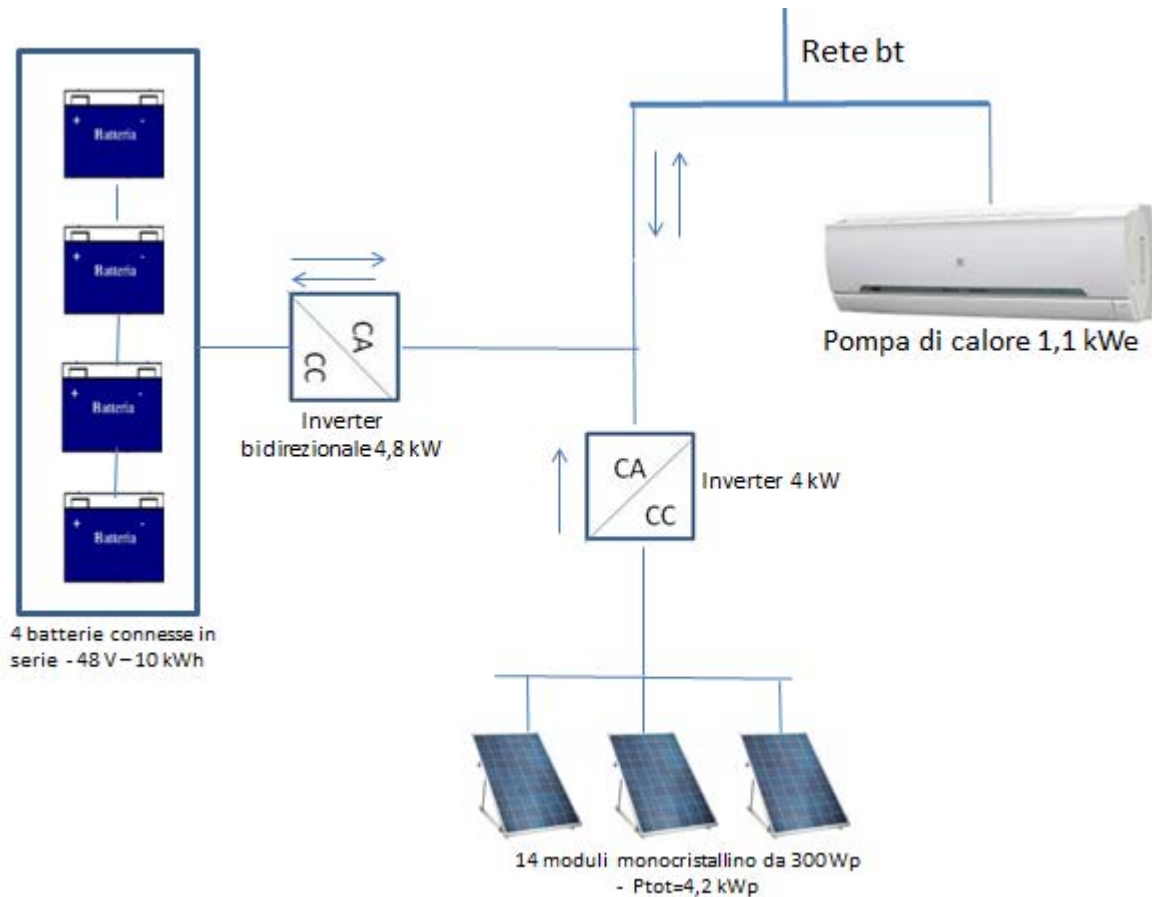 Rete bt
+ -
Batteria
+ -
Batteria
+ -
Batteria
+ -
Batteria
CA
CC
Inverter
bidirezionale 4,8 kW
Pompa di calore 1,1 kWe
CA
CC
Inverter 4 kW
4 batterie connesse in
serie - 48 V – 10 kWh
14 moduli monocristallino da 300 Wp
- Ptot=4,2 kWp